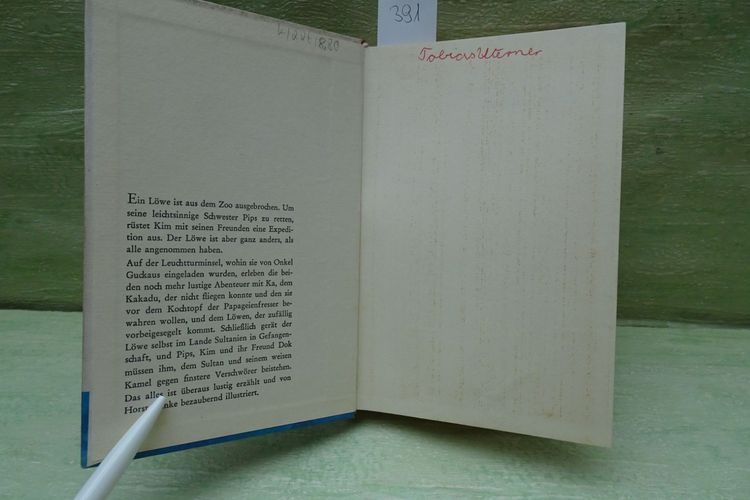 391
Tobias Uterner
Ein Löwe ist aus dem Zoo ausgebrochen. Um
seine leichtsinnige Schwester Pips zu retten,
rüstet Kim mit seinen Freunden eine Expedi-
tion aus. Der Löwe ist aber ganz anders, als
alle angenommen haben.
Auf der Leuchtturminsel, wohin sie von Onkel
Guckaus eingeladen wurden, erleben die bei-
den noch mehr lustige Abenteuer mit Ka, dem
Kakadu, der nicht fliegen konnte und den sie
vor dem Kochtopf der Papageienfresser be-
wahren wollen, und dem Löwen, der zufällig
vorbeigesegelt kommt. Schließlich gerät der
Löwe selbst im Lande Sultanien in Gefangen-
schaft, und Pips, Kim und ihr Freund Dok
müssen ihm, dem Sultan und seinem weisen
Kamel gegen finstere Verschwörer beistehen.
Das alles ist überaus lustig erzählt und von
Horst bezaubernd illustriert.